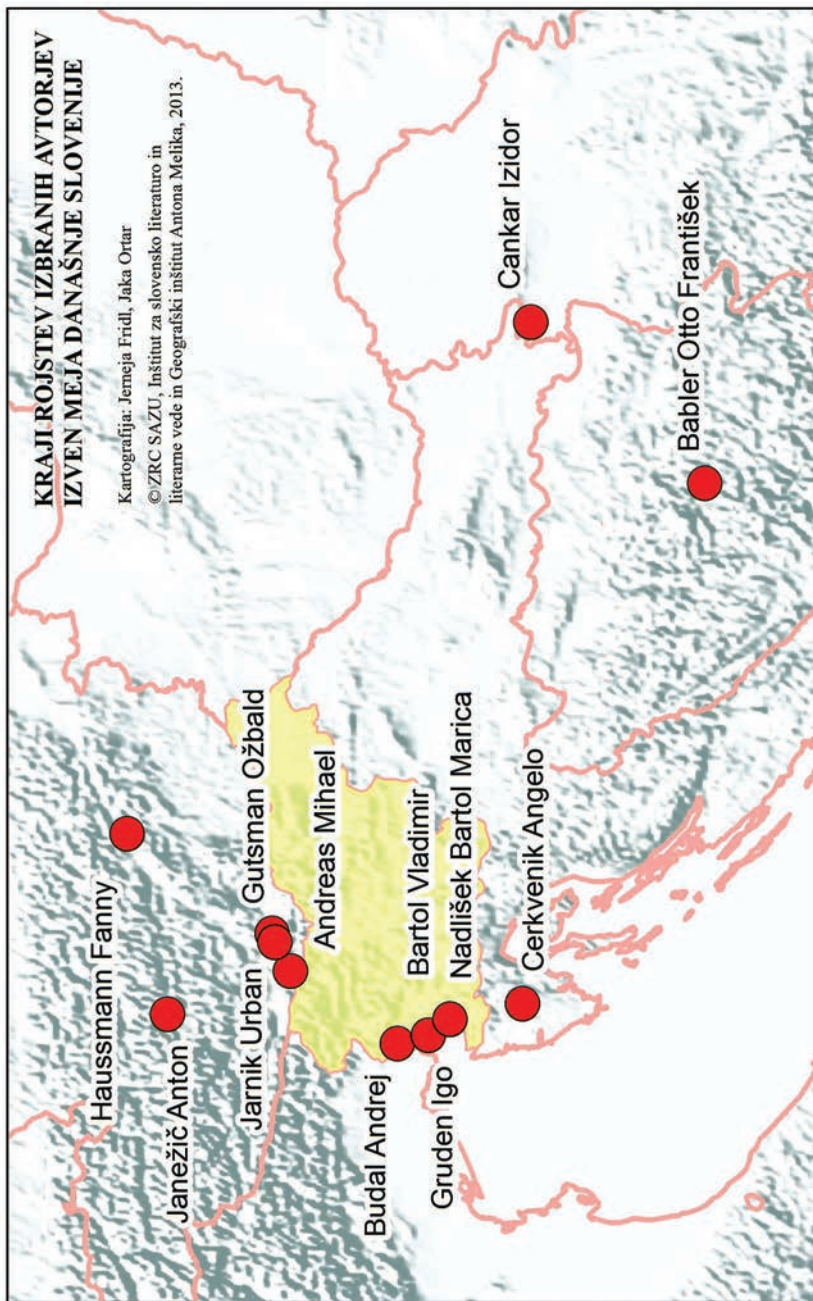 KRAJI ROJSTEV IZBRANIH AVTORJEV
IZVEN MEJA DANAŠNJE SLOVENIJE
Kartografija: Jerneja Fridl, Jaka Ortar
© ZRC SAZU, Inštitut za slovensko literaturo in
literarne vede in Geografski inštitut Antona Melika, 2013.
Haussmann Fanny
Janežič Anton
Jarnik Urban
Gutsman Ožbald
Andreas Mihael
Budal Andrej
Bartol Vladimir
Gruden Igo
Nadlišek Bartol Marica
Cerkvenik Angelo
Cankar Izidor
Babler Otto František